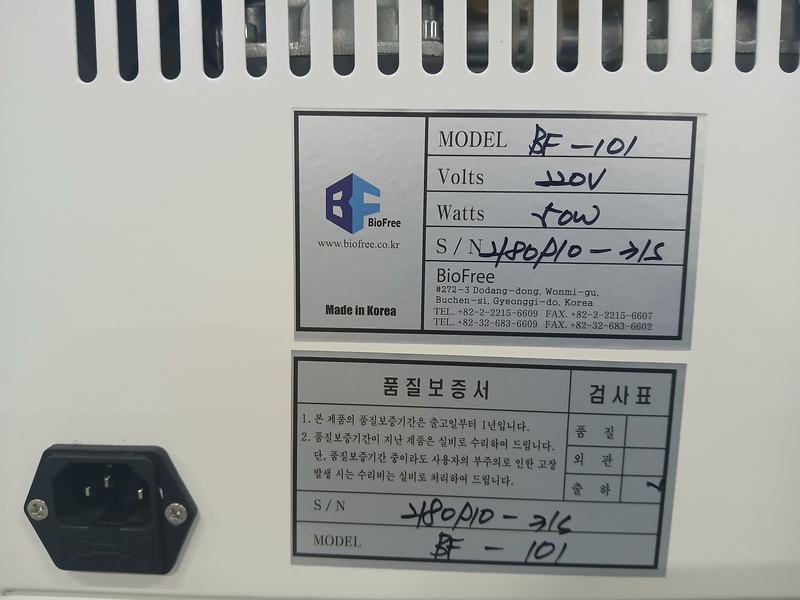 MODEL BF-101
Volts 220V
Watts 50W
S/N
BF BioFree
www.biofree.co.kr
Made in Korea
BioFree
#272-3 Dodang-dong, Wonmi-gu,
Buchen-si, Gyeonggi-do, Korea
TEL. +82-2-2215-6609 FAX. +82-2-2215-6607
TEL. +82-32-683-6609 FAX. +82-32-683-6602
품질보증서
검사표
1. 본 제품의 품질보증기간은 출고일부터 1년입니다.
2. 품질보증기간이 지난 제품은 실비로 수리하여 드립니다.
단, 품질보증기간 중이라도 사용자의 부주의로 인한 고장
발생 시는 수리비는 실비로 처리하여 드립니다.
품 질
외 관
출 하
S/N
MODEL BF-101